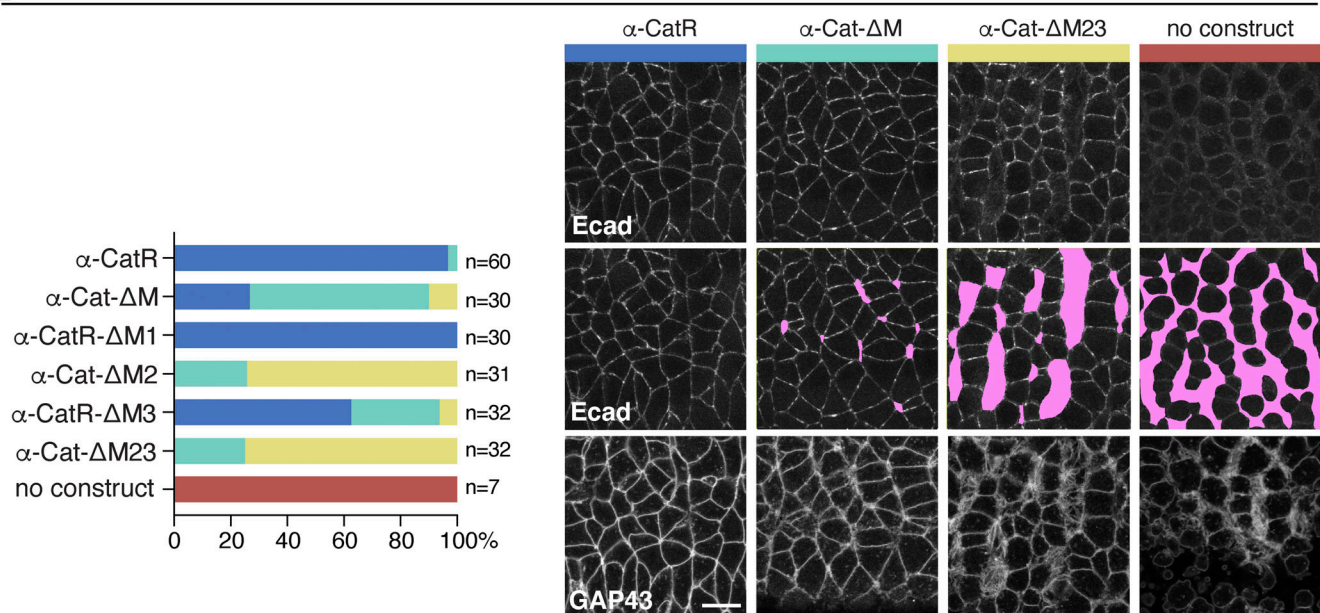 α-CatR α-Cat-ΔM α-Cat-ΔM23 no construct
Ecad
Ecad
GAP43
α-CatR n=60
α-Cat-ΔM n=30
α-CatR-ΔM1 n=30
α-Cat-ΔM2 n=31
α-CatR-ΔM3 n=32
α-Cat-ΔM23 n=32
no construct n=7
0 20 40 60 80 100%